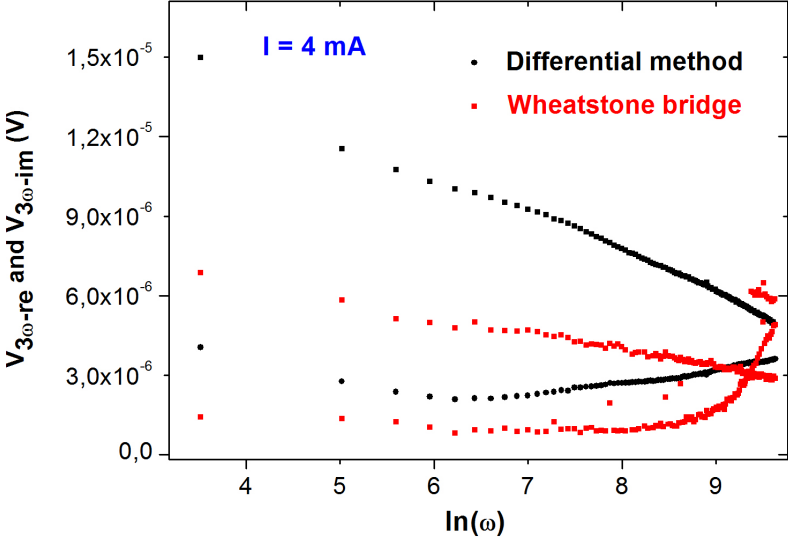 I = 4 mA
Differential method
Wheatstone bridge
1,5x10⁻⁵
1,2x10⁻⁵
9,0x10⁻⁶
6,0x10⁻⁶
3,0x10⁻⁶
0,0
V3ω-re and V3ω-im (V)
4 5 6 7 8 9
ln(ω)